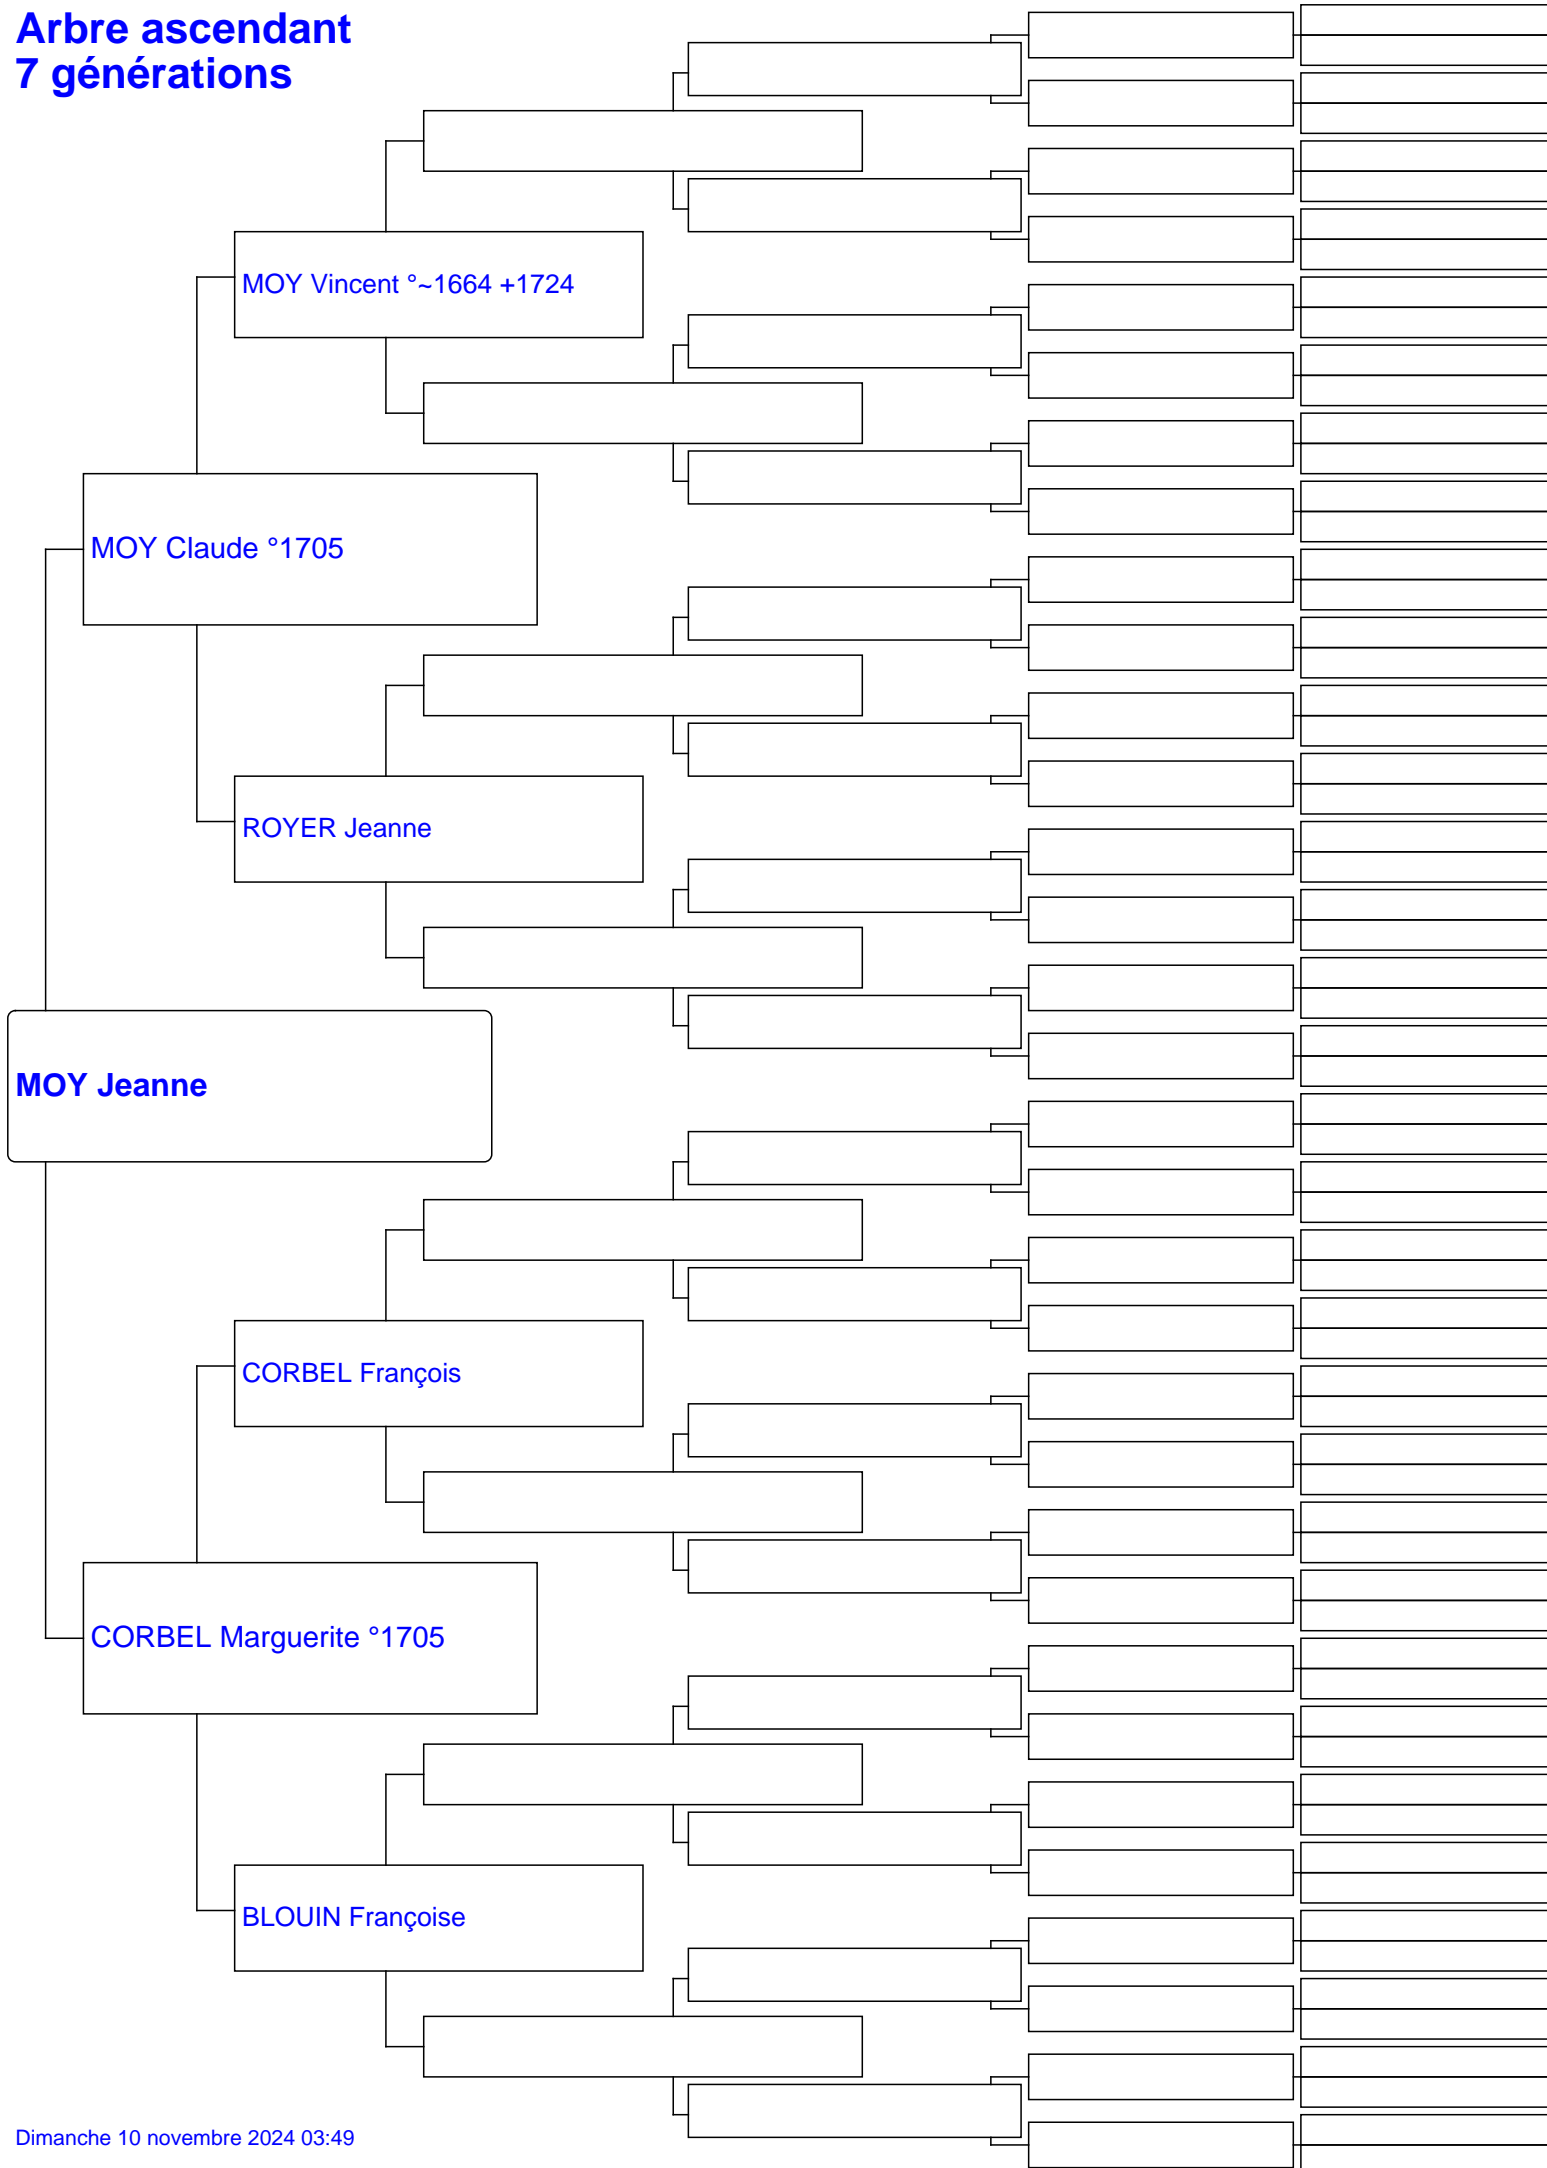 Arbre ascendant
7 générations
MOY Vincent °~1664 +1724
MOY Claude °1705
ROYER Jeanne
MOY Jeanne
CORBEL François
CORBEL Marguerite °1705
BLOUIN Françoise
Dimanche 10 novembre 2024 03:49